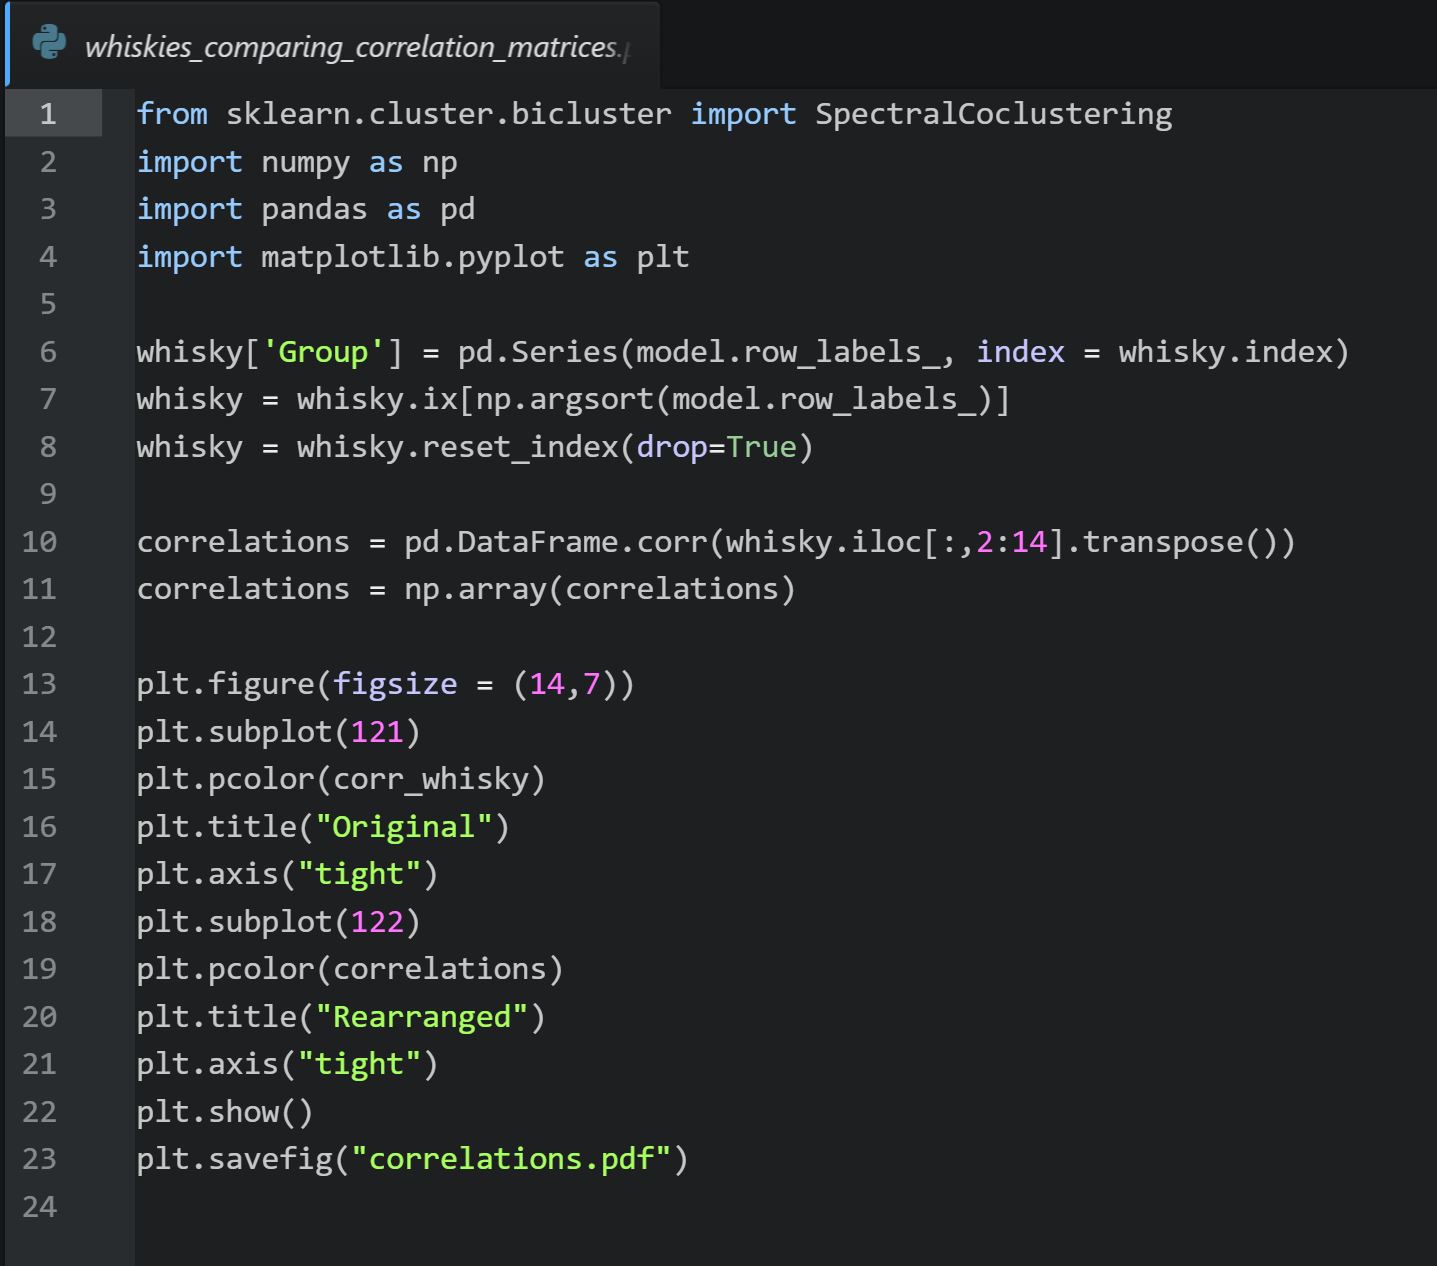 whiskies_comparing_correlation_matrices.p
1 from sklearn.cluster.bicluster import SpectralCoclustering
2 import numpy as np
3 import pandas as pd
4 import matplotlib.pyplot as plt
5
6 whisky['Group'] = pd.Series(model.row_labels_, index = whisky.index)
7 whisky = whisky.ix[np.argsort(model.row_labels_)]
8 whisky = whisky.reset_index(drop=True)
9
10 correlations = pd.DataFrame.corr(whisky.iloc[:,2:14].transpose())
11 correlations = np.array(correlations)
12
13 plt.figure(figsize = (14,7))
14 plt.subplot(121)
15 plt.pcolor(corr_whisky)
16 plt.title("Original")
17 plt.axis("tight")
18 plt.subplot(122)
19 plt.pcolor(correlations)
20 plt.title("Rearranged")
21 plt.axis("tight")
22 plt.show()
23 plt.savefig("correlations.pdf")
24